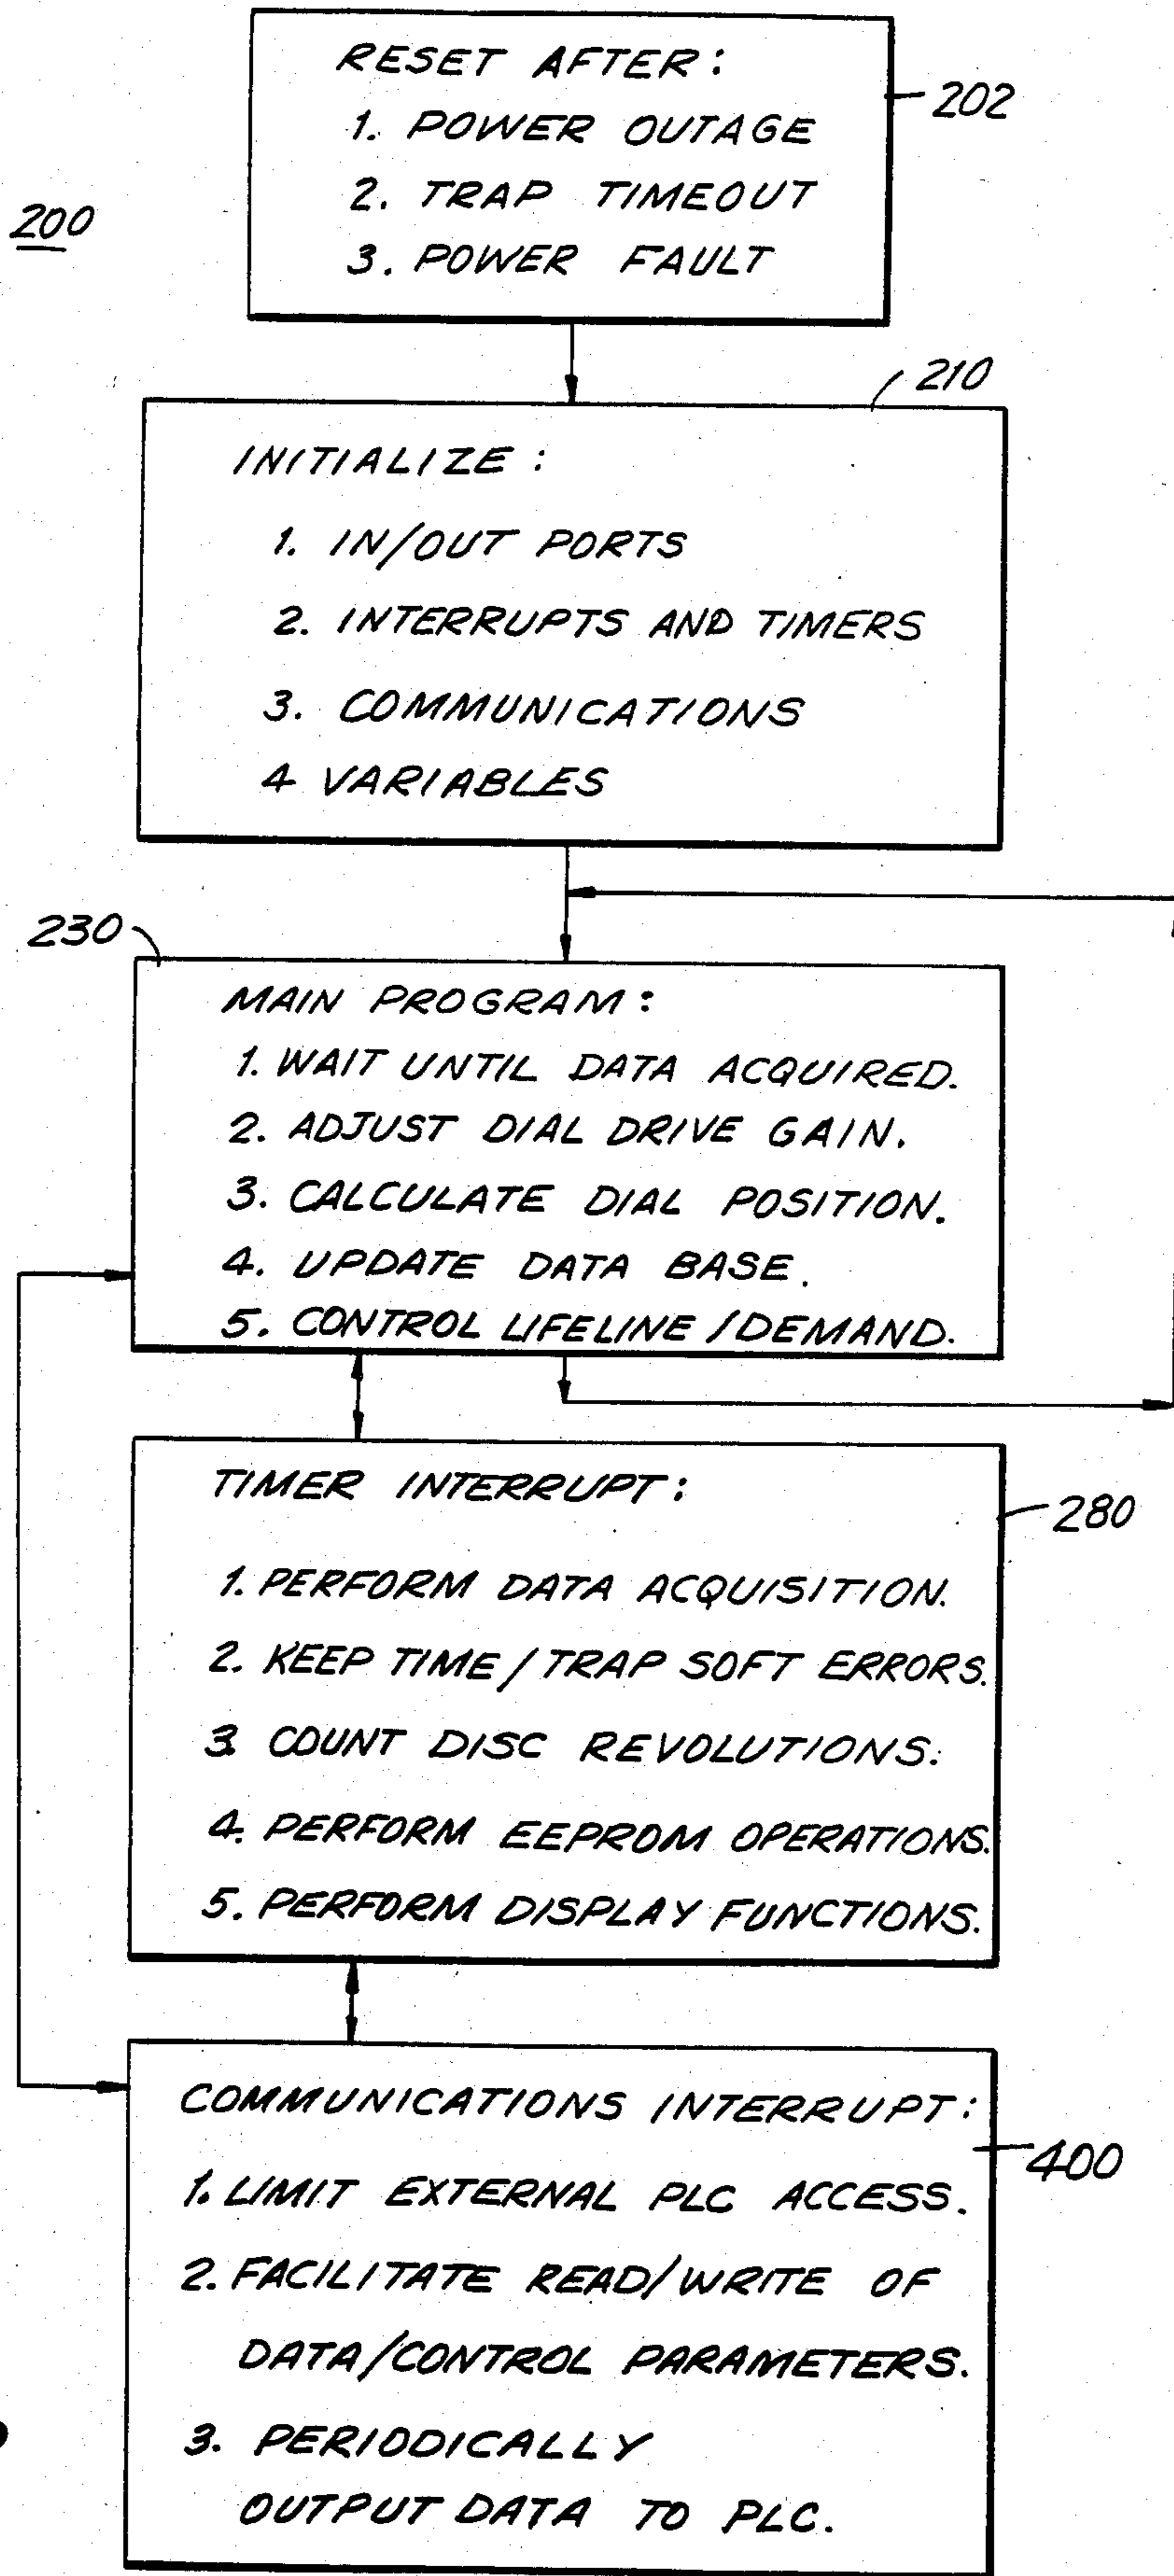 RESET AFTER:
1. POWER OUTAGE
2. TRAP TIMEOUT
3. POWER FAULT
202
200
210
INITIALIZE:
1. IN/OUT PORTS
2. INTERRUPTS AND TIMERS
3. COMMUNICATIONS
4 VARIABLES
230
MAIN PROGRAM:
1. WAIT UNTIL DATA ACQUIRED.
2. ADJUST DIAL DRIVE GAIN.
3. CALCULATE DIAL POSITION.
4. UPDATE DATA BASE.
5. CONTROL LIFELINE/DEMAND.
TIMER INTERRUPT:
280
1. PERFORM DATA ACQUISITION.
2. KEEP TIME/TRAP SOFT ERRORS.
3 COUNT DISC REVOLUTIONS.
4. PERFORM EEPROM OPERATIONS.
5. PERFORM DISPLAY FUNCTIONS.
COMMUNICATIONS INTERRUPT:
400
1. LIMIT EXTERNAL PLC ACCESS.
2. FACILITATE READ/WRITE OF
DATA/CONTROL PARAMETERS.
3. PERIODICALLY
OUTPUT DATA TO PLC.